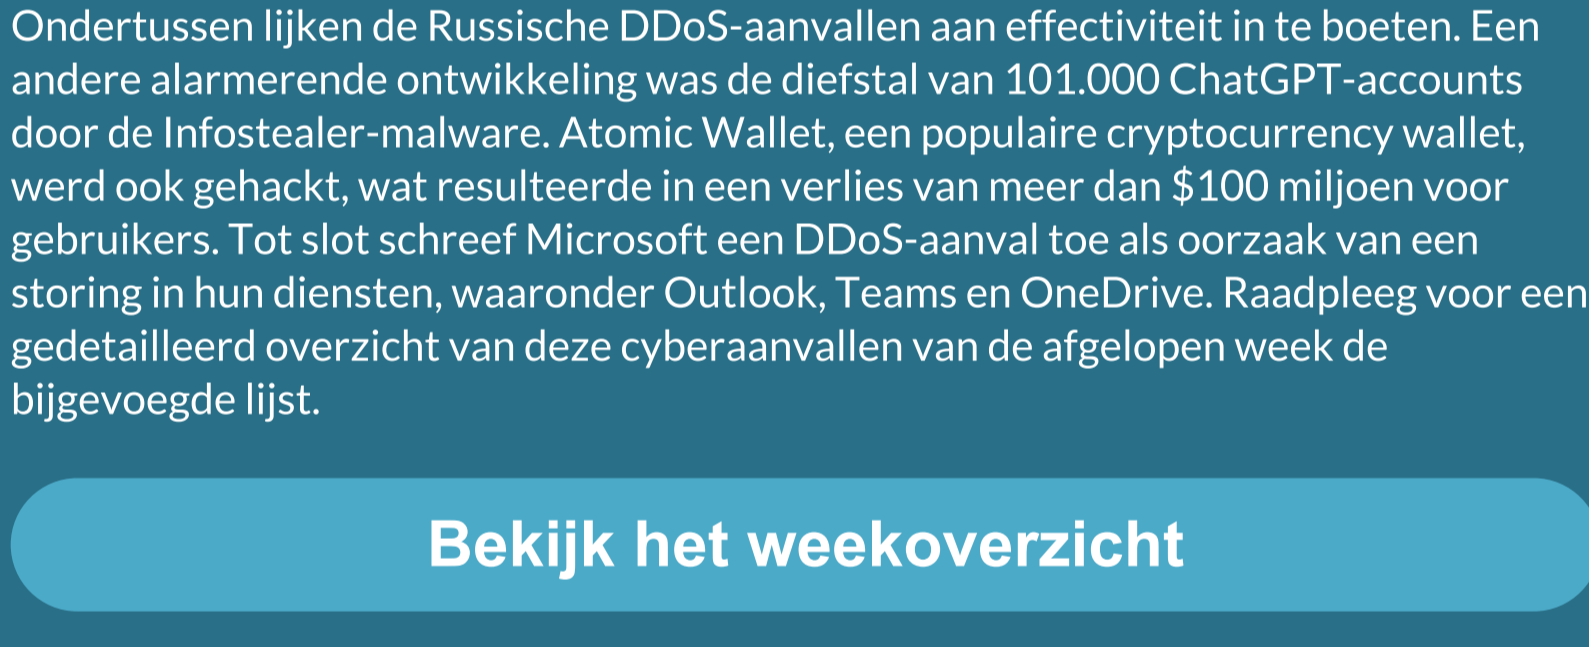 Ondertussen lijken de Russische DDoS-aanvallen aan effectiviteit in te boeten. Een
andere alarmerende ontwikkeling was de diefstal van 101.000 ChatGPT-accounts
door de Infostealer-malware. Atomic Wallet, een populaire cryptocurrency wallet,
werd ook gehackt, wat resulteerde in een verlies van meer dan $100 miljoen voor
gebruikers. Tot slot schreef Microsoft een DDoS-aanval toe als oorzaak van een
storing in hun diensten, waaronder Outlook, Teams en OneDrive. Raadpleeg voor een
gedetailleerd overzicht van deze cyberaanvallen van de afgelopen week de
bijgevoegde lijst.
Bekijk het weekoverzicht